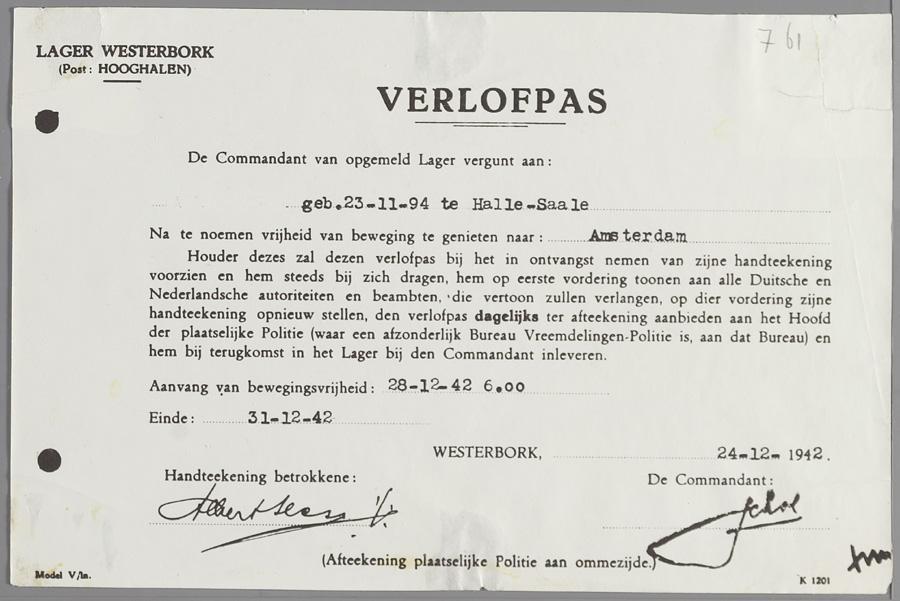 7 61
LAGER WESTERBORK
(Post: HOOGHALEN)
VERLOFPAS
De Commandant van opgemeld Lager vergunt aan:
geb.23-11-94 te Halle-Saale
Na te noemen vrijheid van beweging te genieten naar: Amsterdam
Houder dezes zal dezen verlofpas bij het in ontvangst nemen van zijne handteekening
voorzien en hem steeds bij zich dragen, hem op eerste vordering toonen aan alle Duitsche en
Nederlandsche autoriteiten en beambten, die vertoon zullen verlangen, op dier vordering zijne
handteekening opnieuw stellen, den verlofpas dagelijks ter afteekening aanbieden aan het Hoofd
der plaatselijke Politie (waar een afzonderlijk Bureau Vreemdelingen-Politie is, aan dat Bureau) en
hem bij terugkomst in het Lager bij den Commandant inleveren.
Aanvang van bewegingsvrijheid: 28-12-42 6.00
Einde: 31-12-42
WESTERBORK, 24-12- 1942.
Handteekening betrokkene:
De Commandant:
Albert
(Afteekening plaatselijke Politie aan ommezijde.)
Model V/In.
K 1201